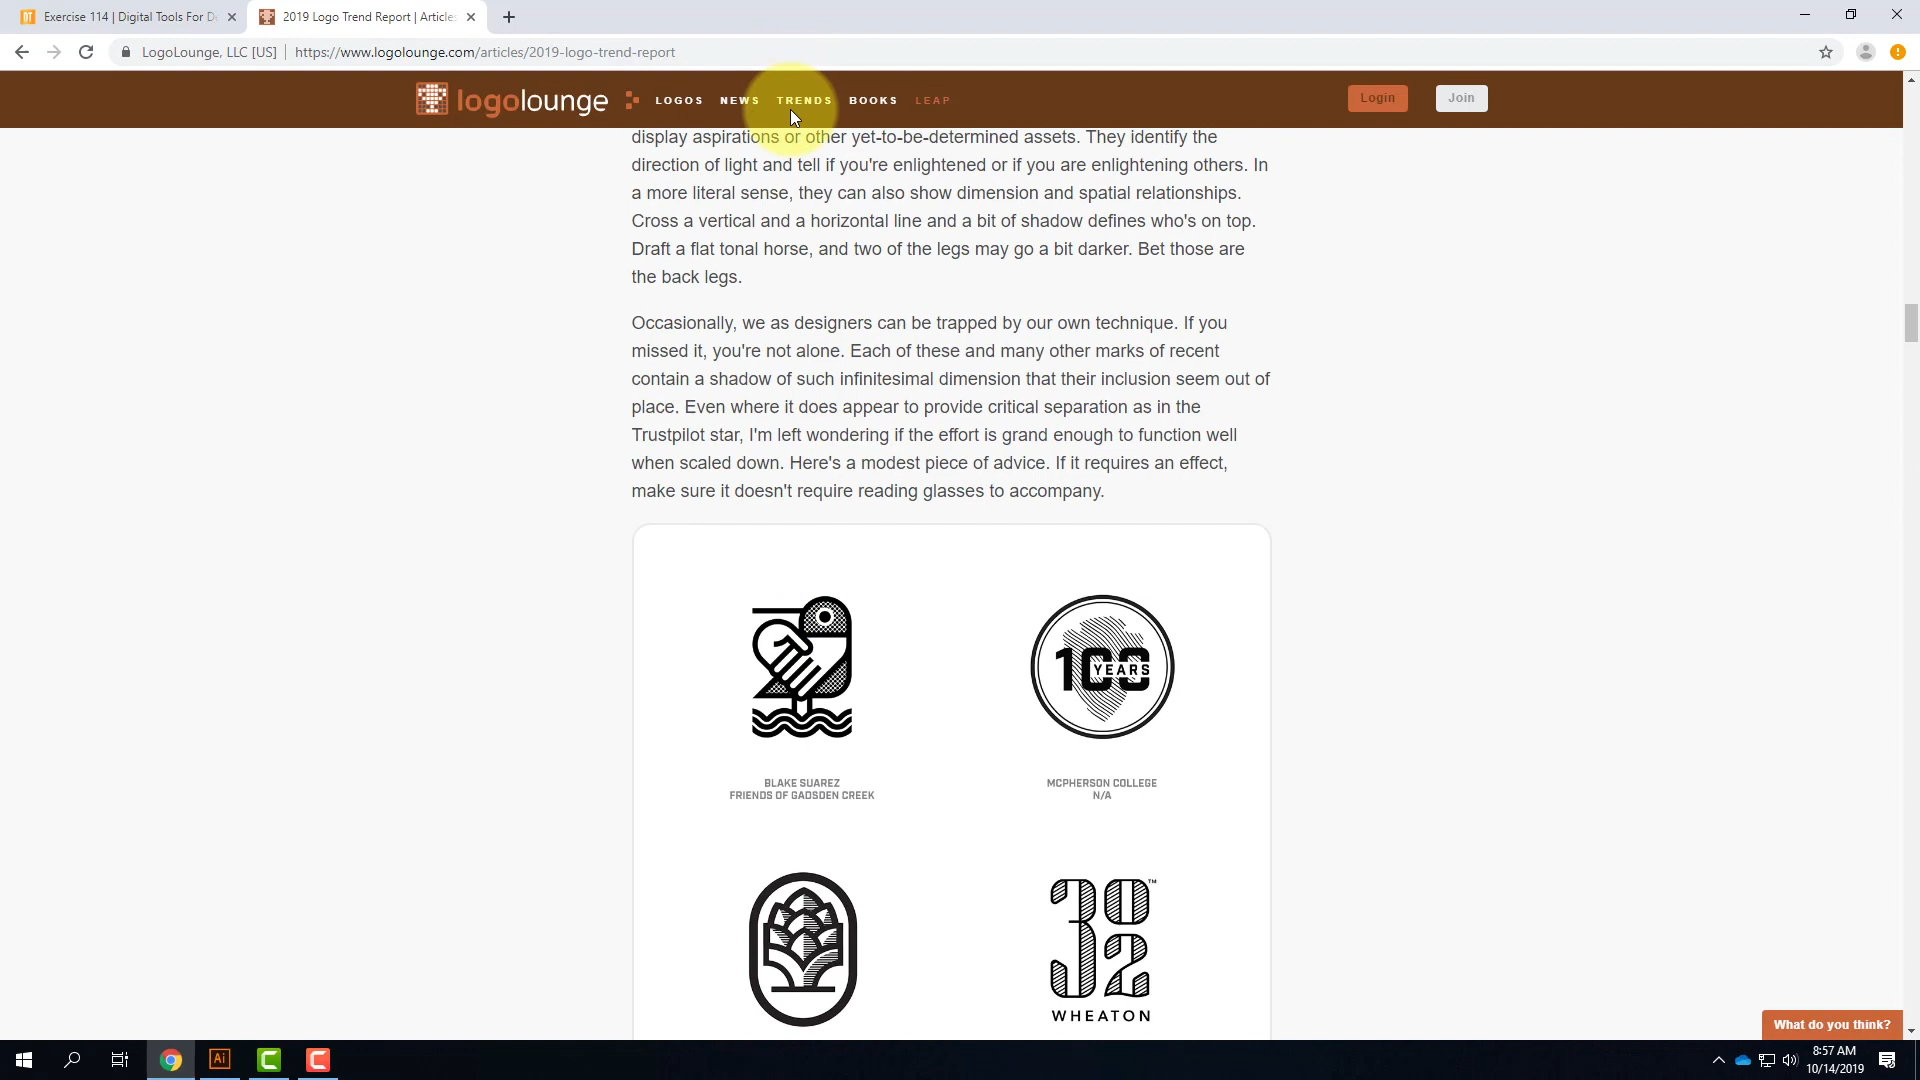 Exercise 114 | Digital Tools For D
2019 Logo Trend Report | Articles
LogoLounge, LLC [US]
https://www.logolounge.com/articles/2019-logo-trend-report
logolounge
LOGOS
NEWS
TRENDS
BOOKS
LEAP
Login
Join
display aspirations or other yet-to-be-determined assets. They identify the
direction of light and tell if you're enlightened or if you are enlightening others. In
a more literal sense, they can also show dimension and spatial relationships.
Cross a vertical and a horizontal line and a bit of shadow defines who's on top.
Draft a flat tonal horse, and two of the legs may go a bit darker. Bet those are
the back legs.
Occasionally, we as designers can be trapped by our own technique. If you
missed it, you're not alone. Each of these and many other marks of recent
contain a shadow of such infinitesimal dimension that their inclusion seem out of
place. Even where it does appear to provide critical separation as in the
Trustpilot star, I'm left wondering if the effort is grand enough to function well
when scaled down. Here's a modest piece of advice. If it requires an effect,
make sure it doesn't require reading glasses to accompany.
100
YEARS
BLAKE SUAREZ
FRIENDS OF GADSDEN CREEK
MCPHERSON COLLEGE
N/A
39
2
™
WHEATON
What do you think?
Ai
8:57 AM
10/14/2019